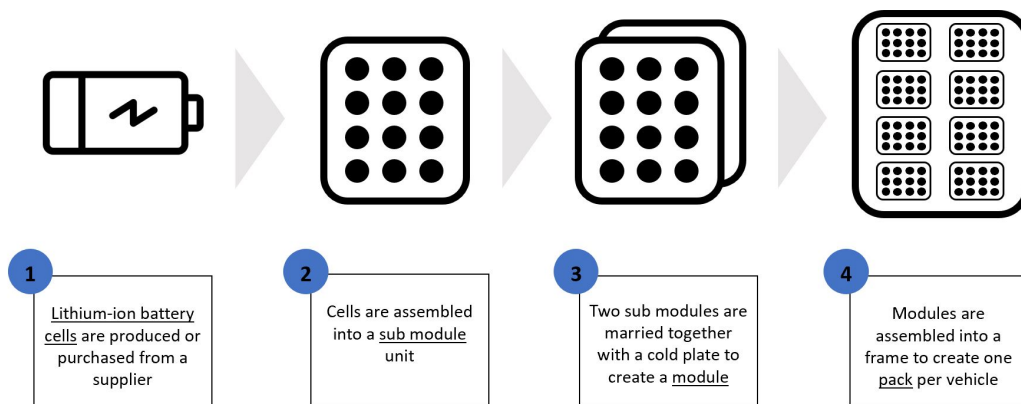 1
Lithium-ion battery
cells are produced or
purchased from a
supplier
2
Cells are assembled
into a sub module
unit
3
Two sub modules are
married together
with a cold plate to
create a module
4
Modules are
assembled into a
frame to create one
pack per vehicle